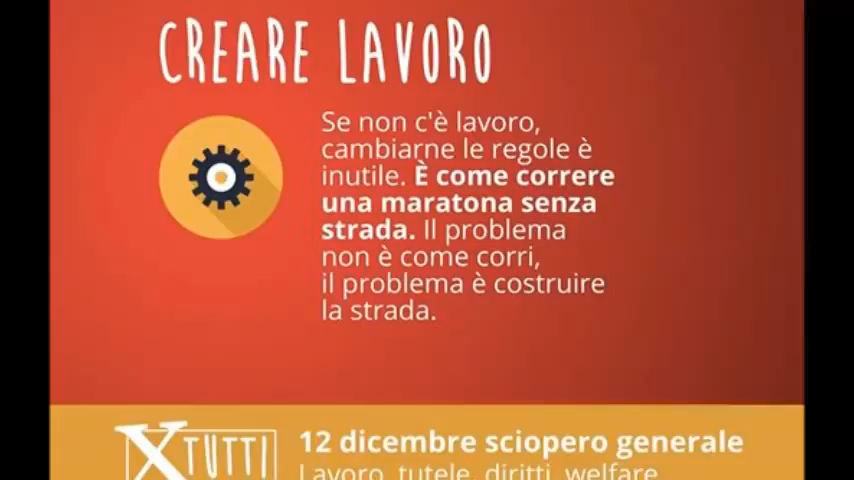 CREARE LAVORO
Se non c'è lavoro,
cambiarne le regole è
inutile. È come correre
una maratona senza
strada. Il problema
non è come corri,
il problema è costruire
la strada.
X TUTTI
12 dicembre sciopero generale
Lavoro, tutele, diritti, welfare